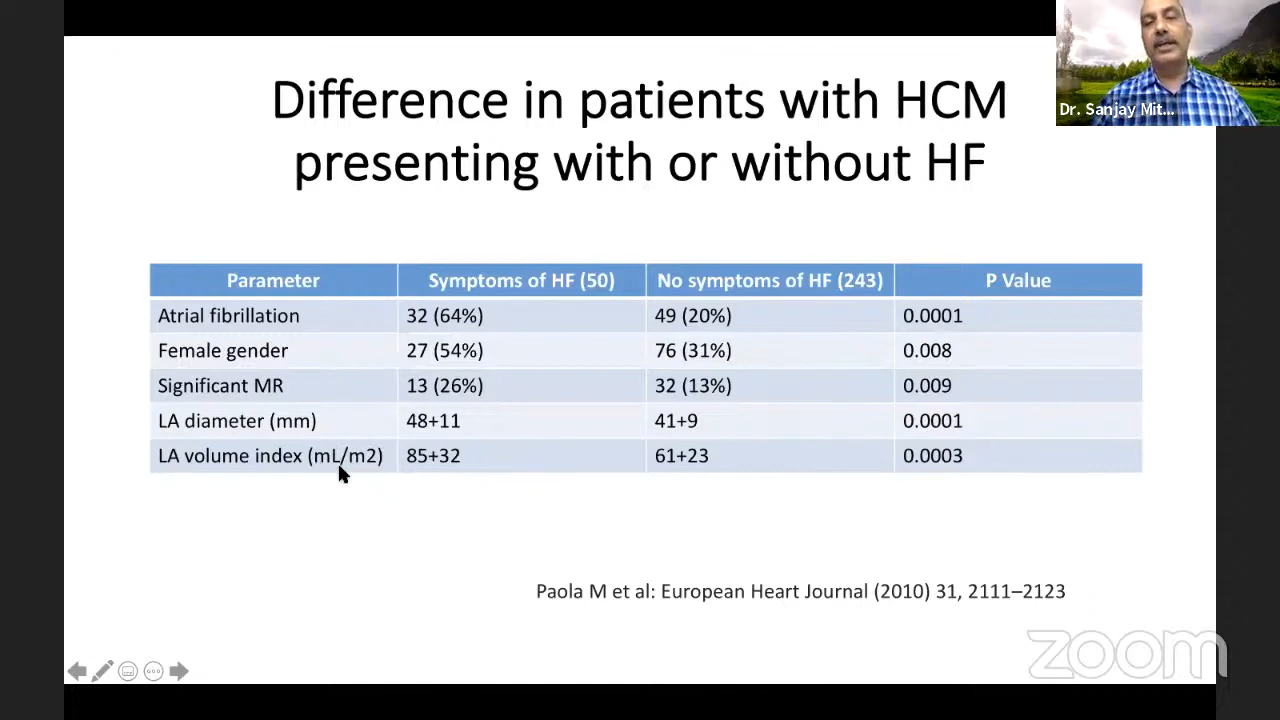 Dr. Sanjay Mit...
Difference in patients with HCM
presenting with or without HF
Parameter Symptoms of HF (50) No symptoms of HF (243) P Value
Atrial fibrillation 32 (64%) 49 (20%) 0.0001
Female gender 27 (54%) 76 (31%) 0.008
Significant MR 13 (26%) 32 (13%) 0.009
LA diameter (mm) 48+11 41+9 0.0001
LA volume index (mL/m2) 85+32 61+23 0.0003
Paola M et al: European Heart Journal (2010) 31, 2111–2123
zoom